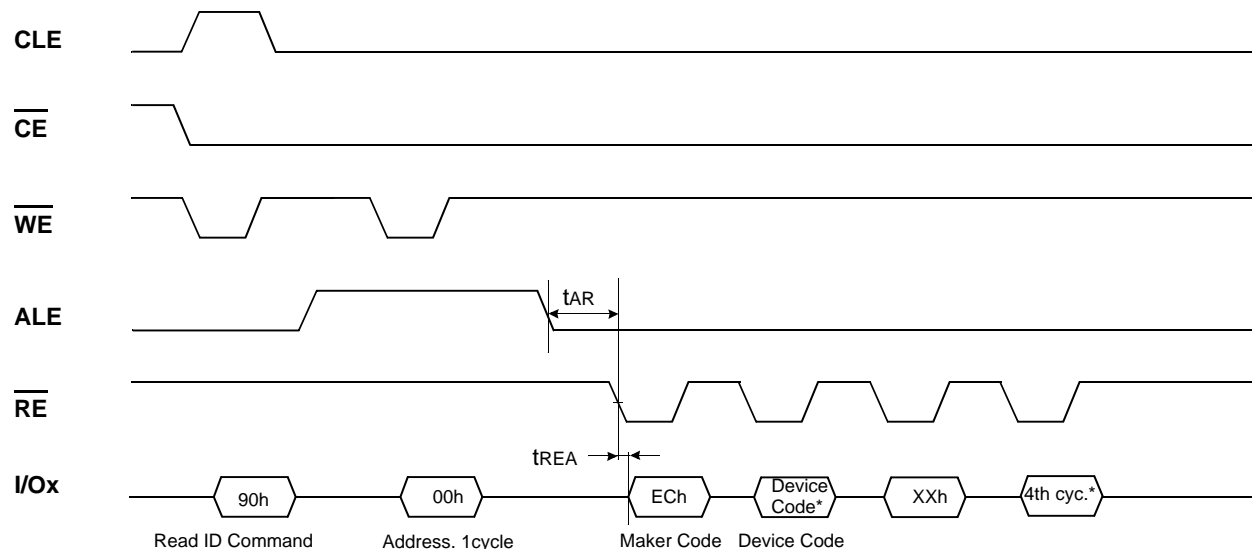 CLE
CE
WE
ALE
tAR
RE
tREA
I/Ox
90h
00h
ECh
Device
Code*
XXh
4th cyc.*
Read ID Command
Address. 1cycle
Maker Code
Device Code